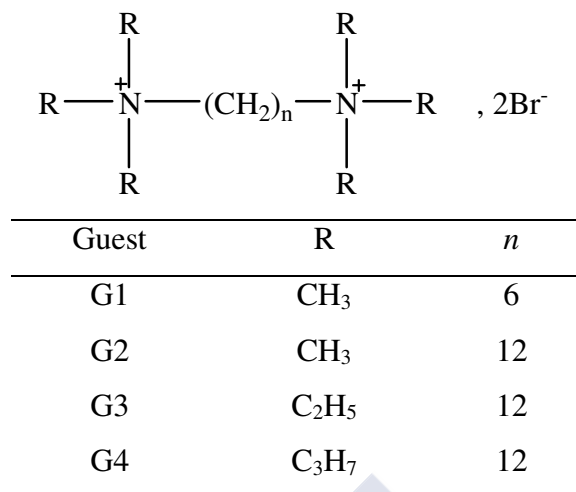 R R
R N+ (CH2)n N+ R , 2Br-
R R
Guest R n
G1 CH3 6
G2 CH3 12
G3 C2H5 12
G4 C3H7 12